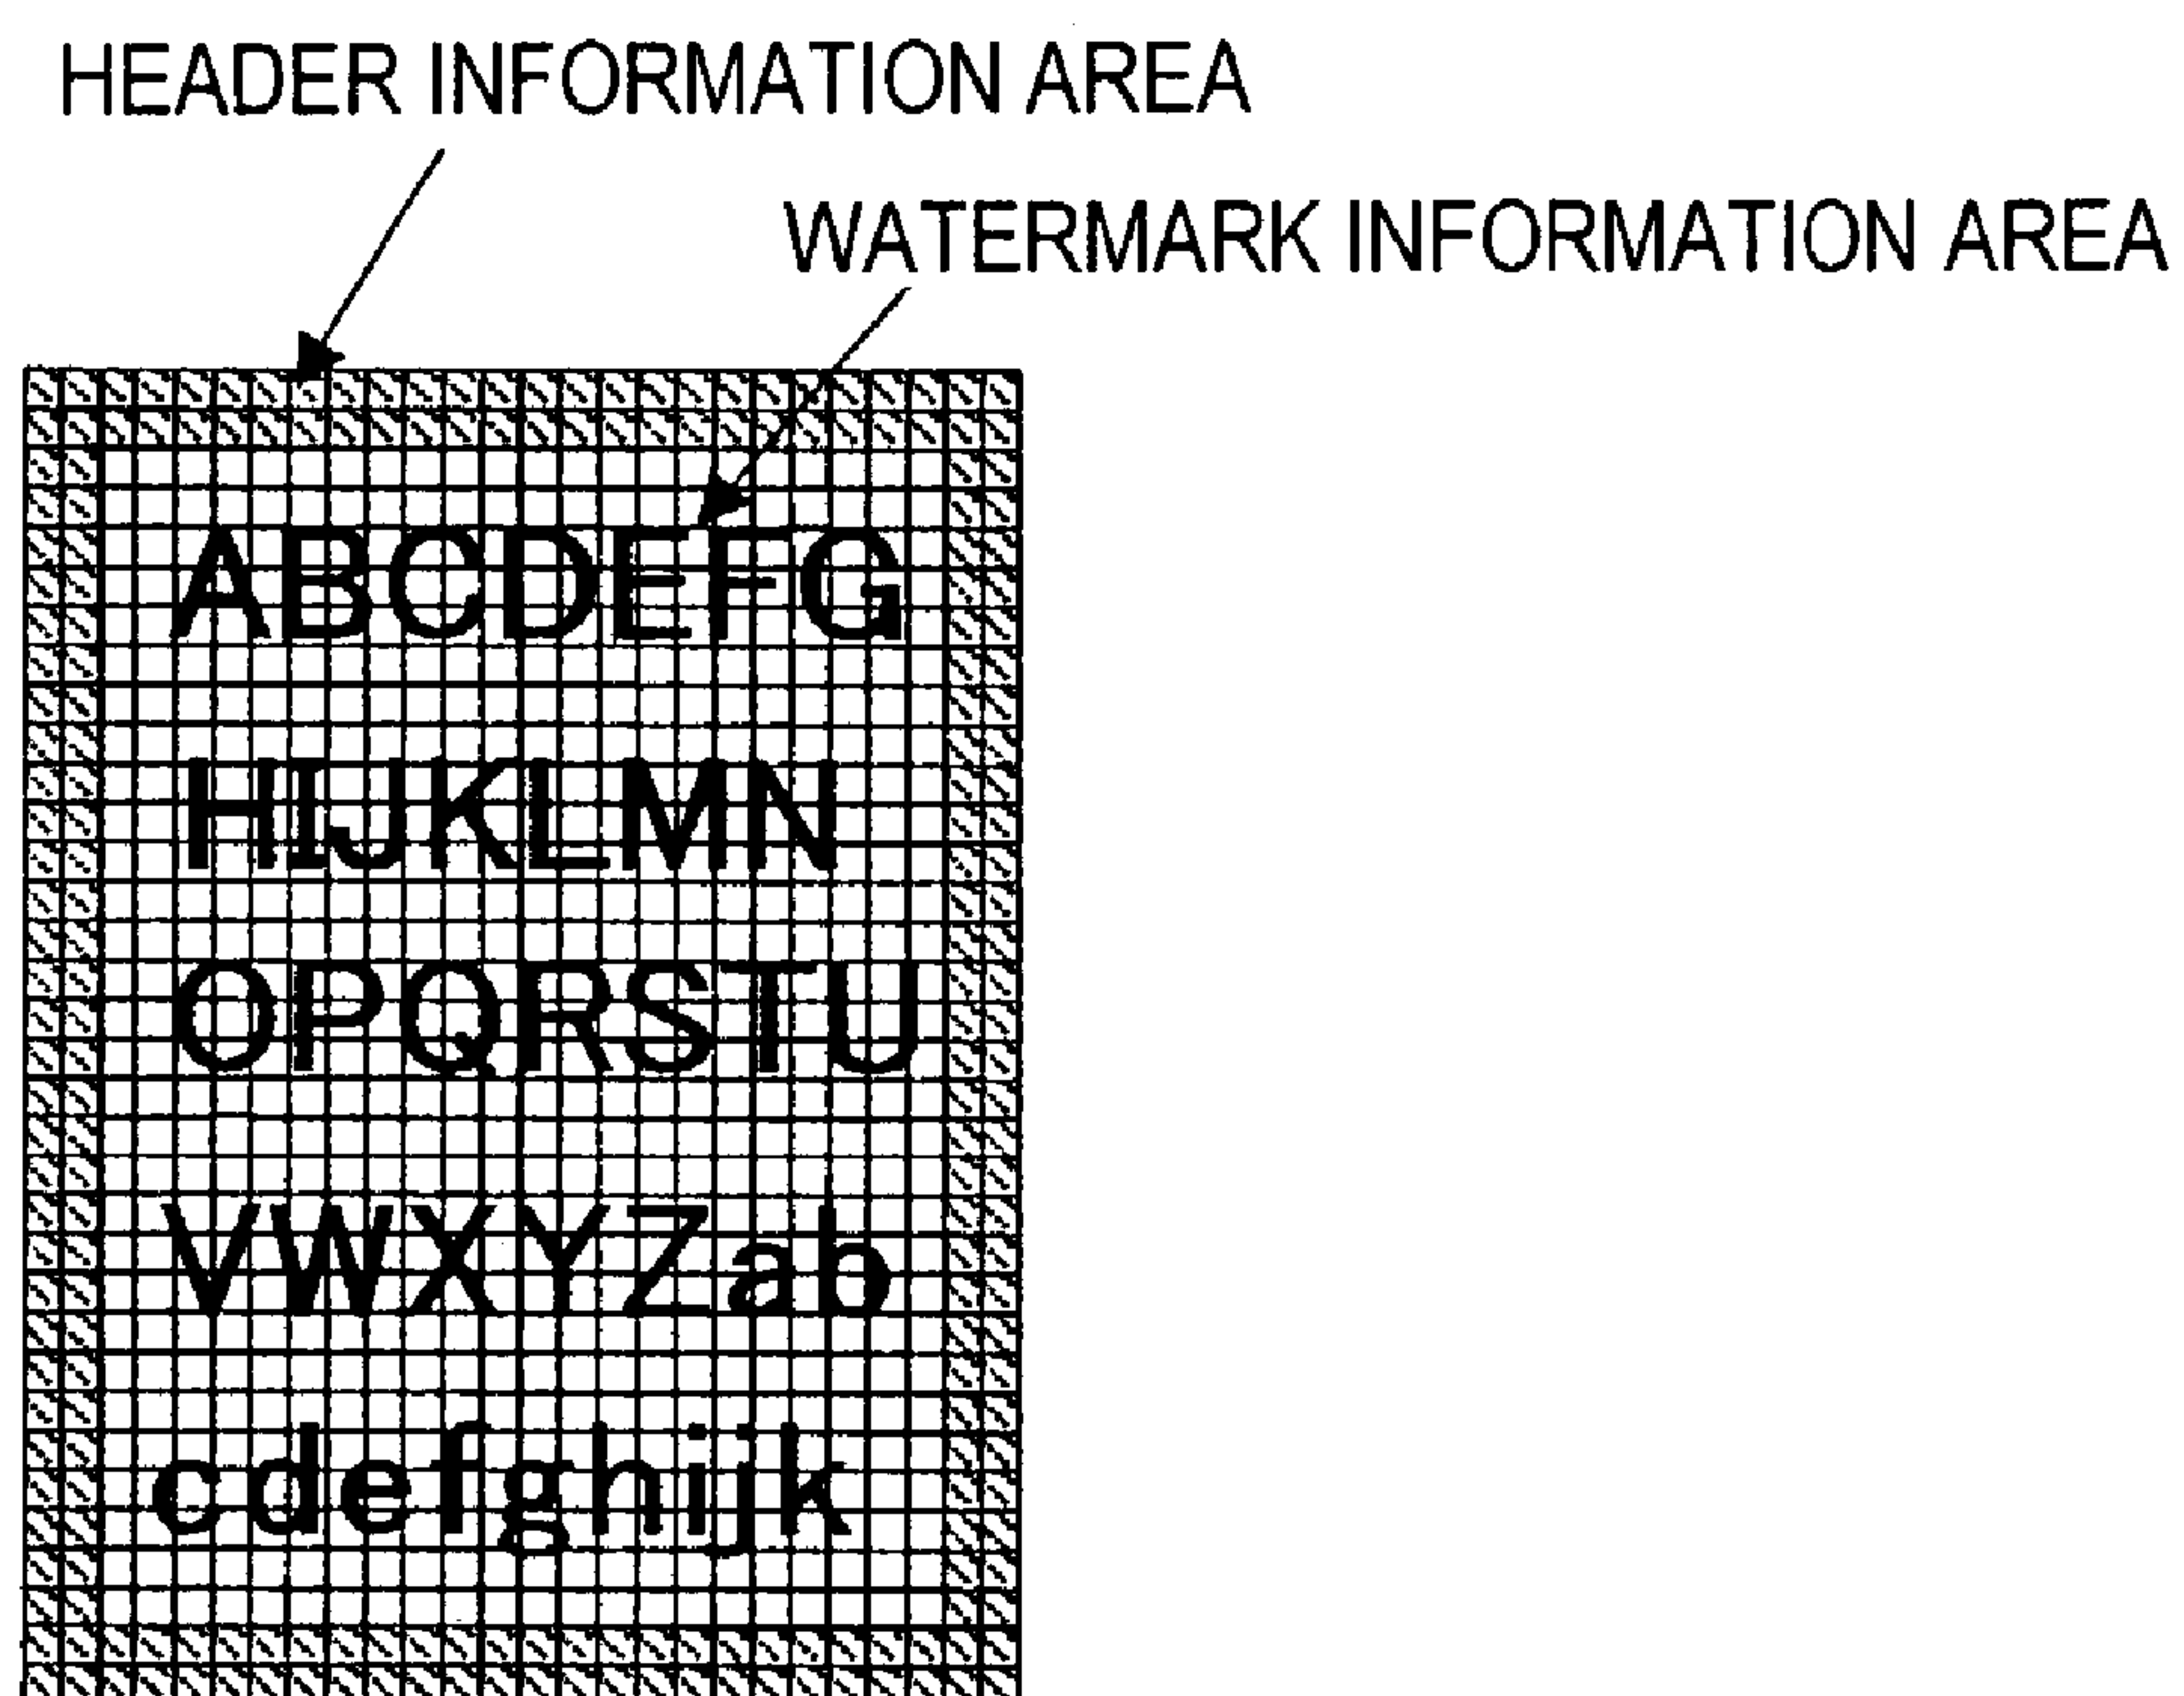 HEADER INFORMATION AREA
WATERMARK INFORMATION AREA
ABCDEFG
HIJKLMN
OPQRSTU
VWXYZab
cdefghijk